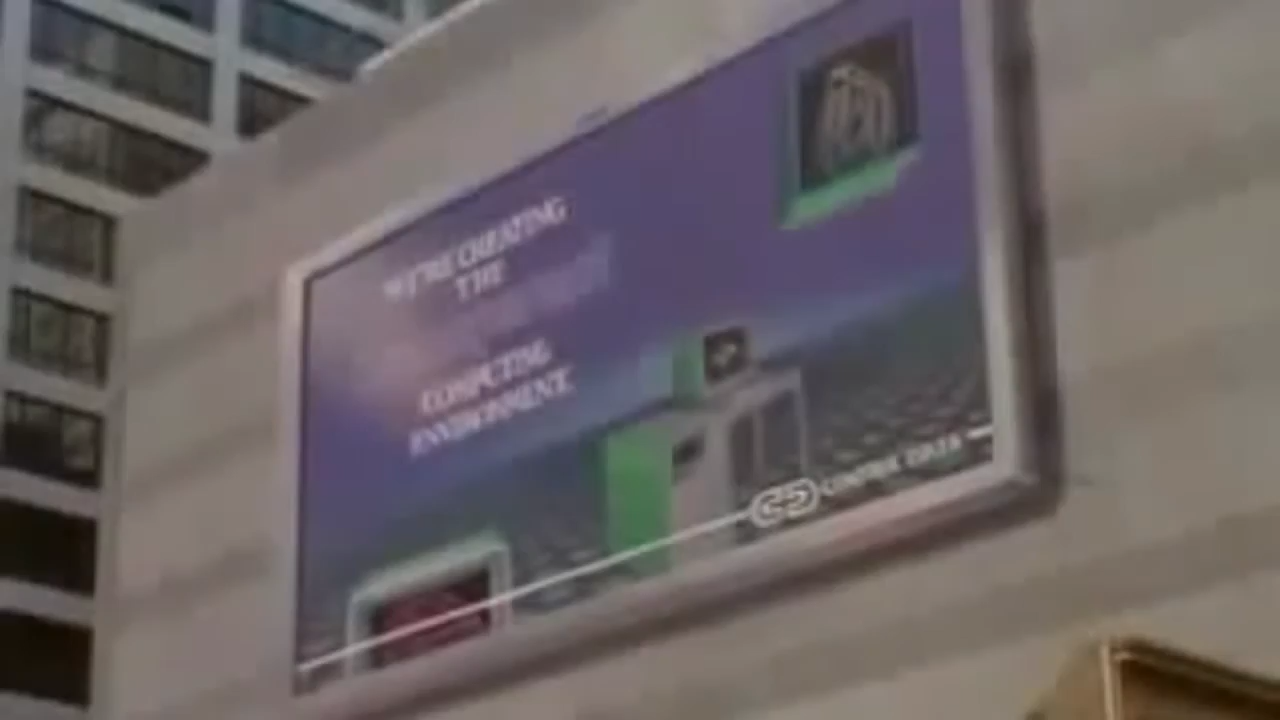 WE'RE CREATING
THE
COMPUTING
ENVIRONMENT.
CONTROL DATA